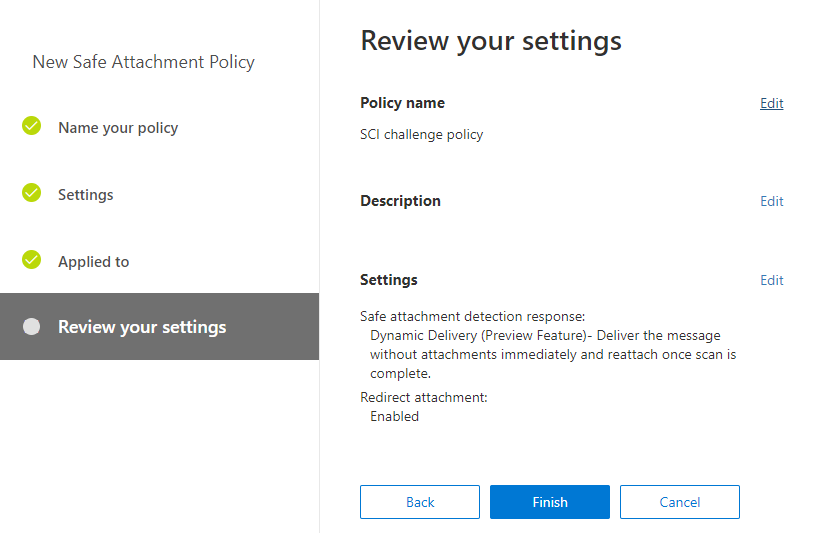 New Safe Attachment Policy
Name your policy
Settings
Applied to
Review your settings
Review your settings
Policy name
Edit
SCI challenge policy
Description
Edit
Settings
Edit
Safe attachment detection response:
Dynamic Delivery (Preview Feature)- Deliver the message
without attachments immediately and reattach once scan is
complete.
Redirect attachment:
Enabled
Back
Finish
Cancel